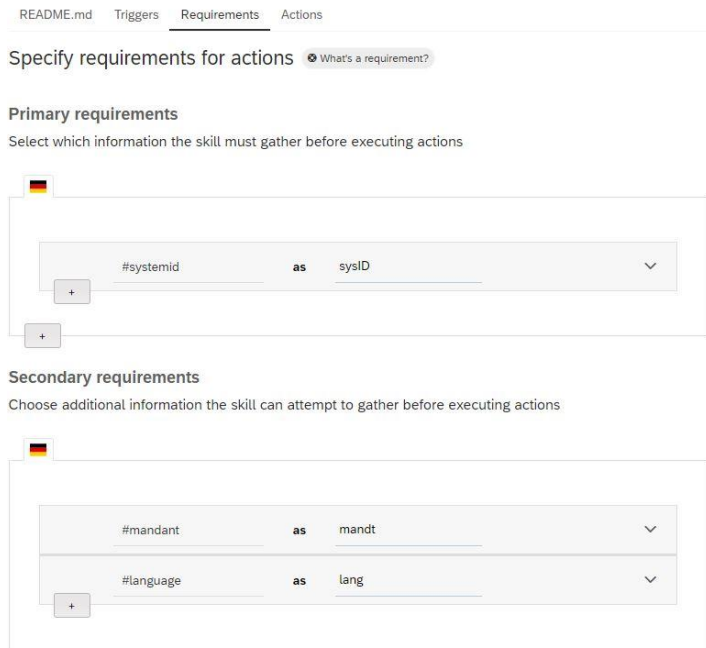 README.md Triggers Requirements Actions
Specify requirements for actions What's a requirement?
Primary requirements
Select which information the skill must gather before executing actions
#systemid as sysID
+
+
Secondary requirements
Choose additional information the skill can attempt to gather before executing actions
#mandant as mandt
#language as lang
+